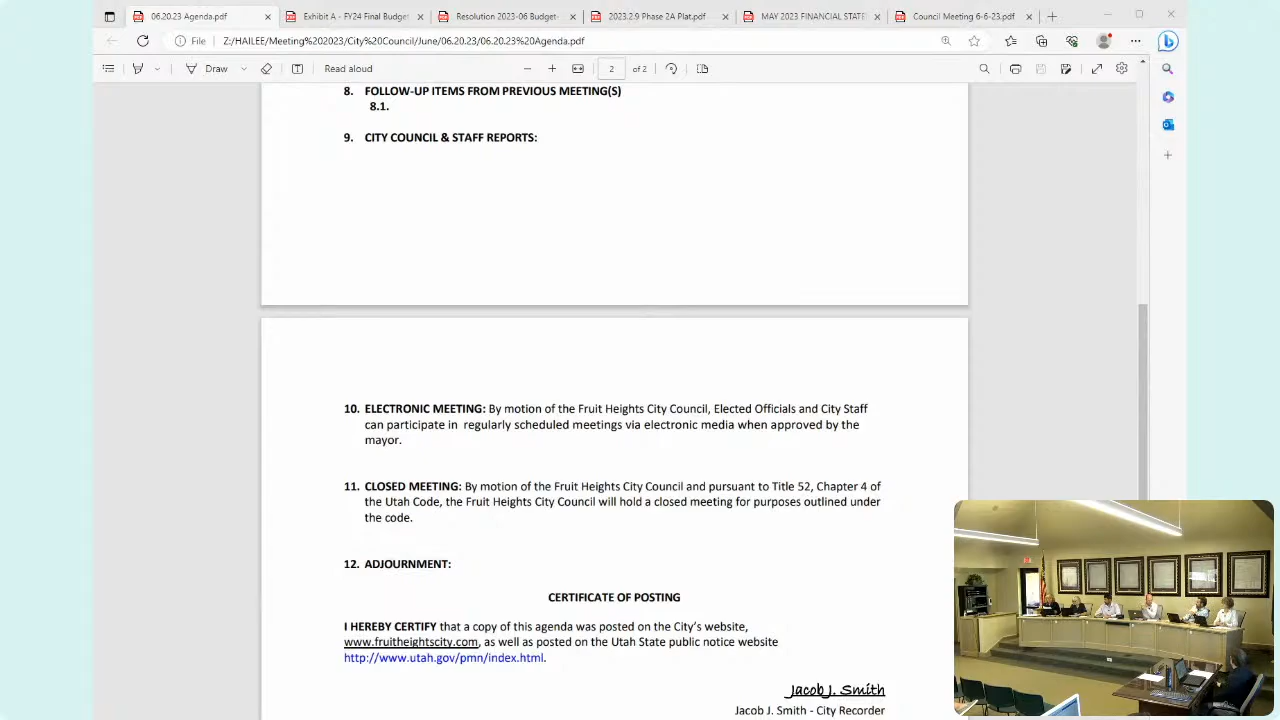 06.20.23 Agenda.pdf
Exhibit A - FY24 Final Budget
Resolution 2023-06 Budget
2023.2.9 Phase 2A Plat.pdf
MAY 2023 FINANCIAL STATE
Council Meeting 6-6-23.pdf
File
Z:/HAILEE/Meeting%202023/City%20Council/June/06.20.23/06.20.23%20Agenda.pdf
Draw
Read aloud
2 of 2
8. FOLLOW-UP ITEMS FROM PREVIOUS MEETING(S)
8.1.
9. CITY COUNCIL & STAFF REPORTS:
10. ELECTRONIC MEETING: By motion of the Fruit Heights City Council, Elected Officials and City Staff
can participate in regularly scheduled meetings via electronic media when approved by the
mayor.
11. CLOSED MEETING: By motion of the Fruit Heights City Council and pursuant to Title 52, Chapter 4 of
the Utah Code, the Fruit Heights City Council will hold a closed meeting for purposes outlined under
the code.
12. ADJOURNMENT:
CERTIFICATE OF POSTING
I HEREBY CERTIFY that a copy of this agenda was posted on the City's website,
www.fruitheightscity.com, as well as posted on the Utah State public notice website
http://www.utah.gov/pmn/index.html.
Jacob J. Smith
Jacob J. Smith - City Recorder